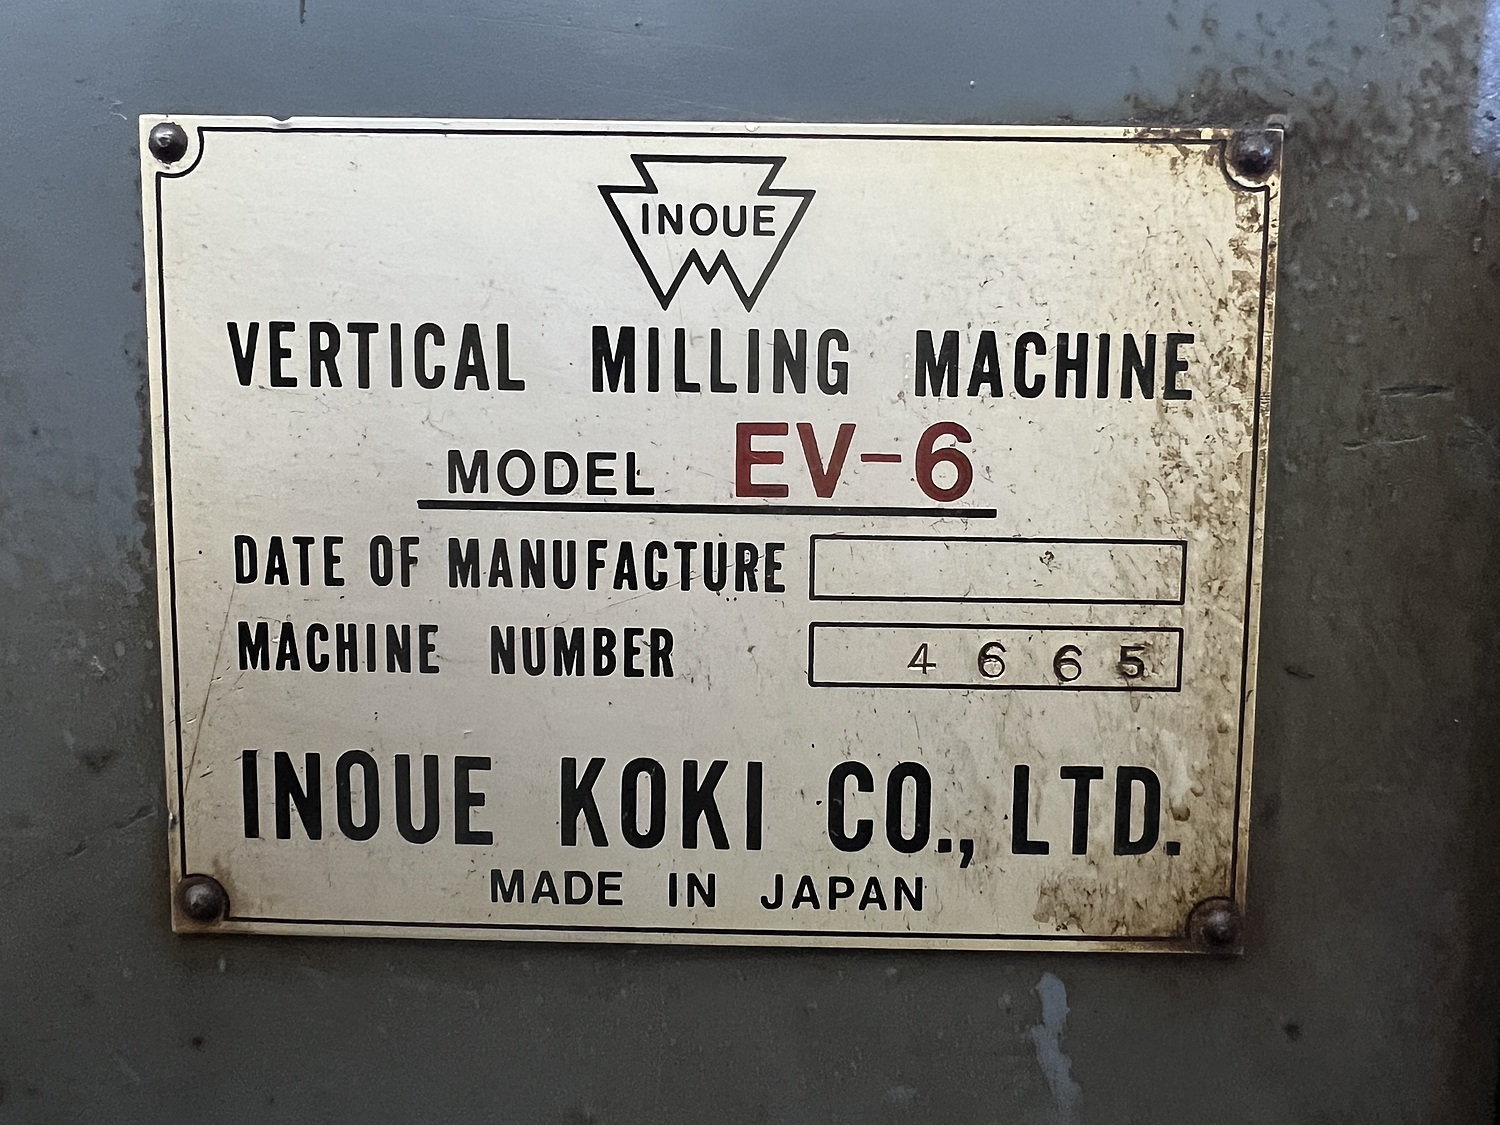 INOUE
VERTICAL MILLING MACHINE
MODEL EV-6
DATE OF MANUFACTURE
MACHINE NUMBER 4665
INOUE KOKI CO., LTD.
MADE IN JAPAN